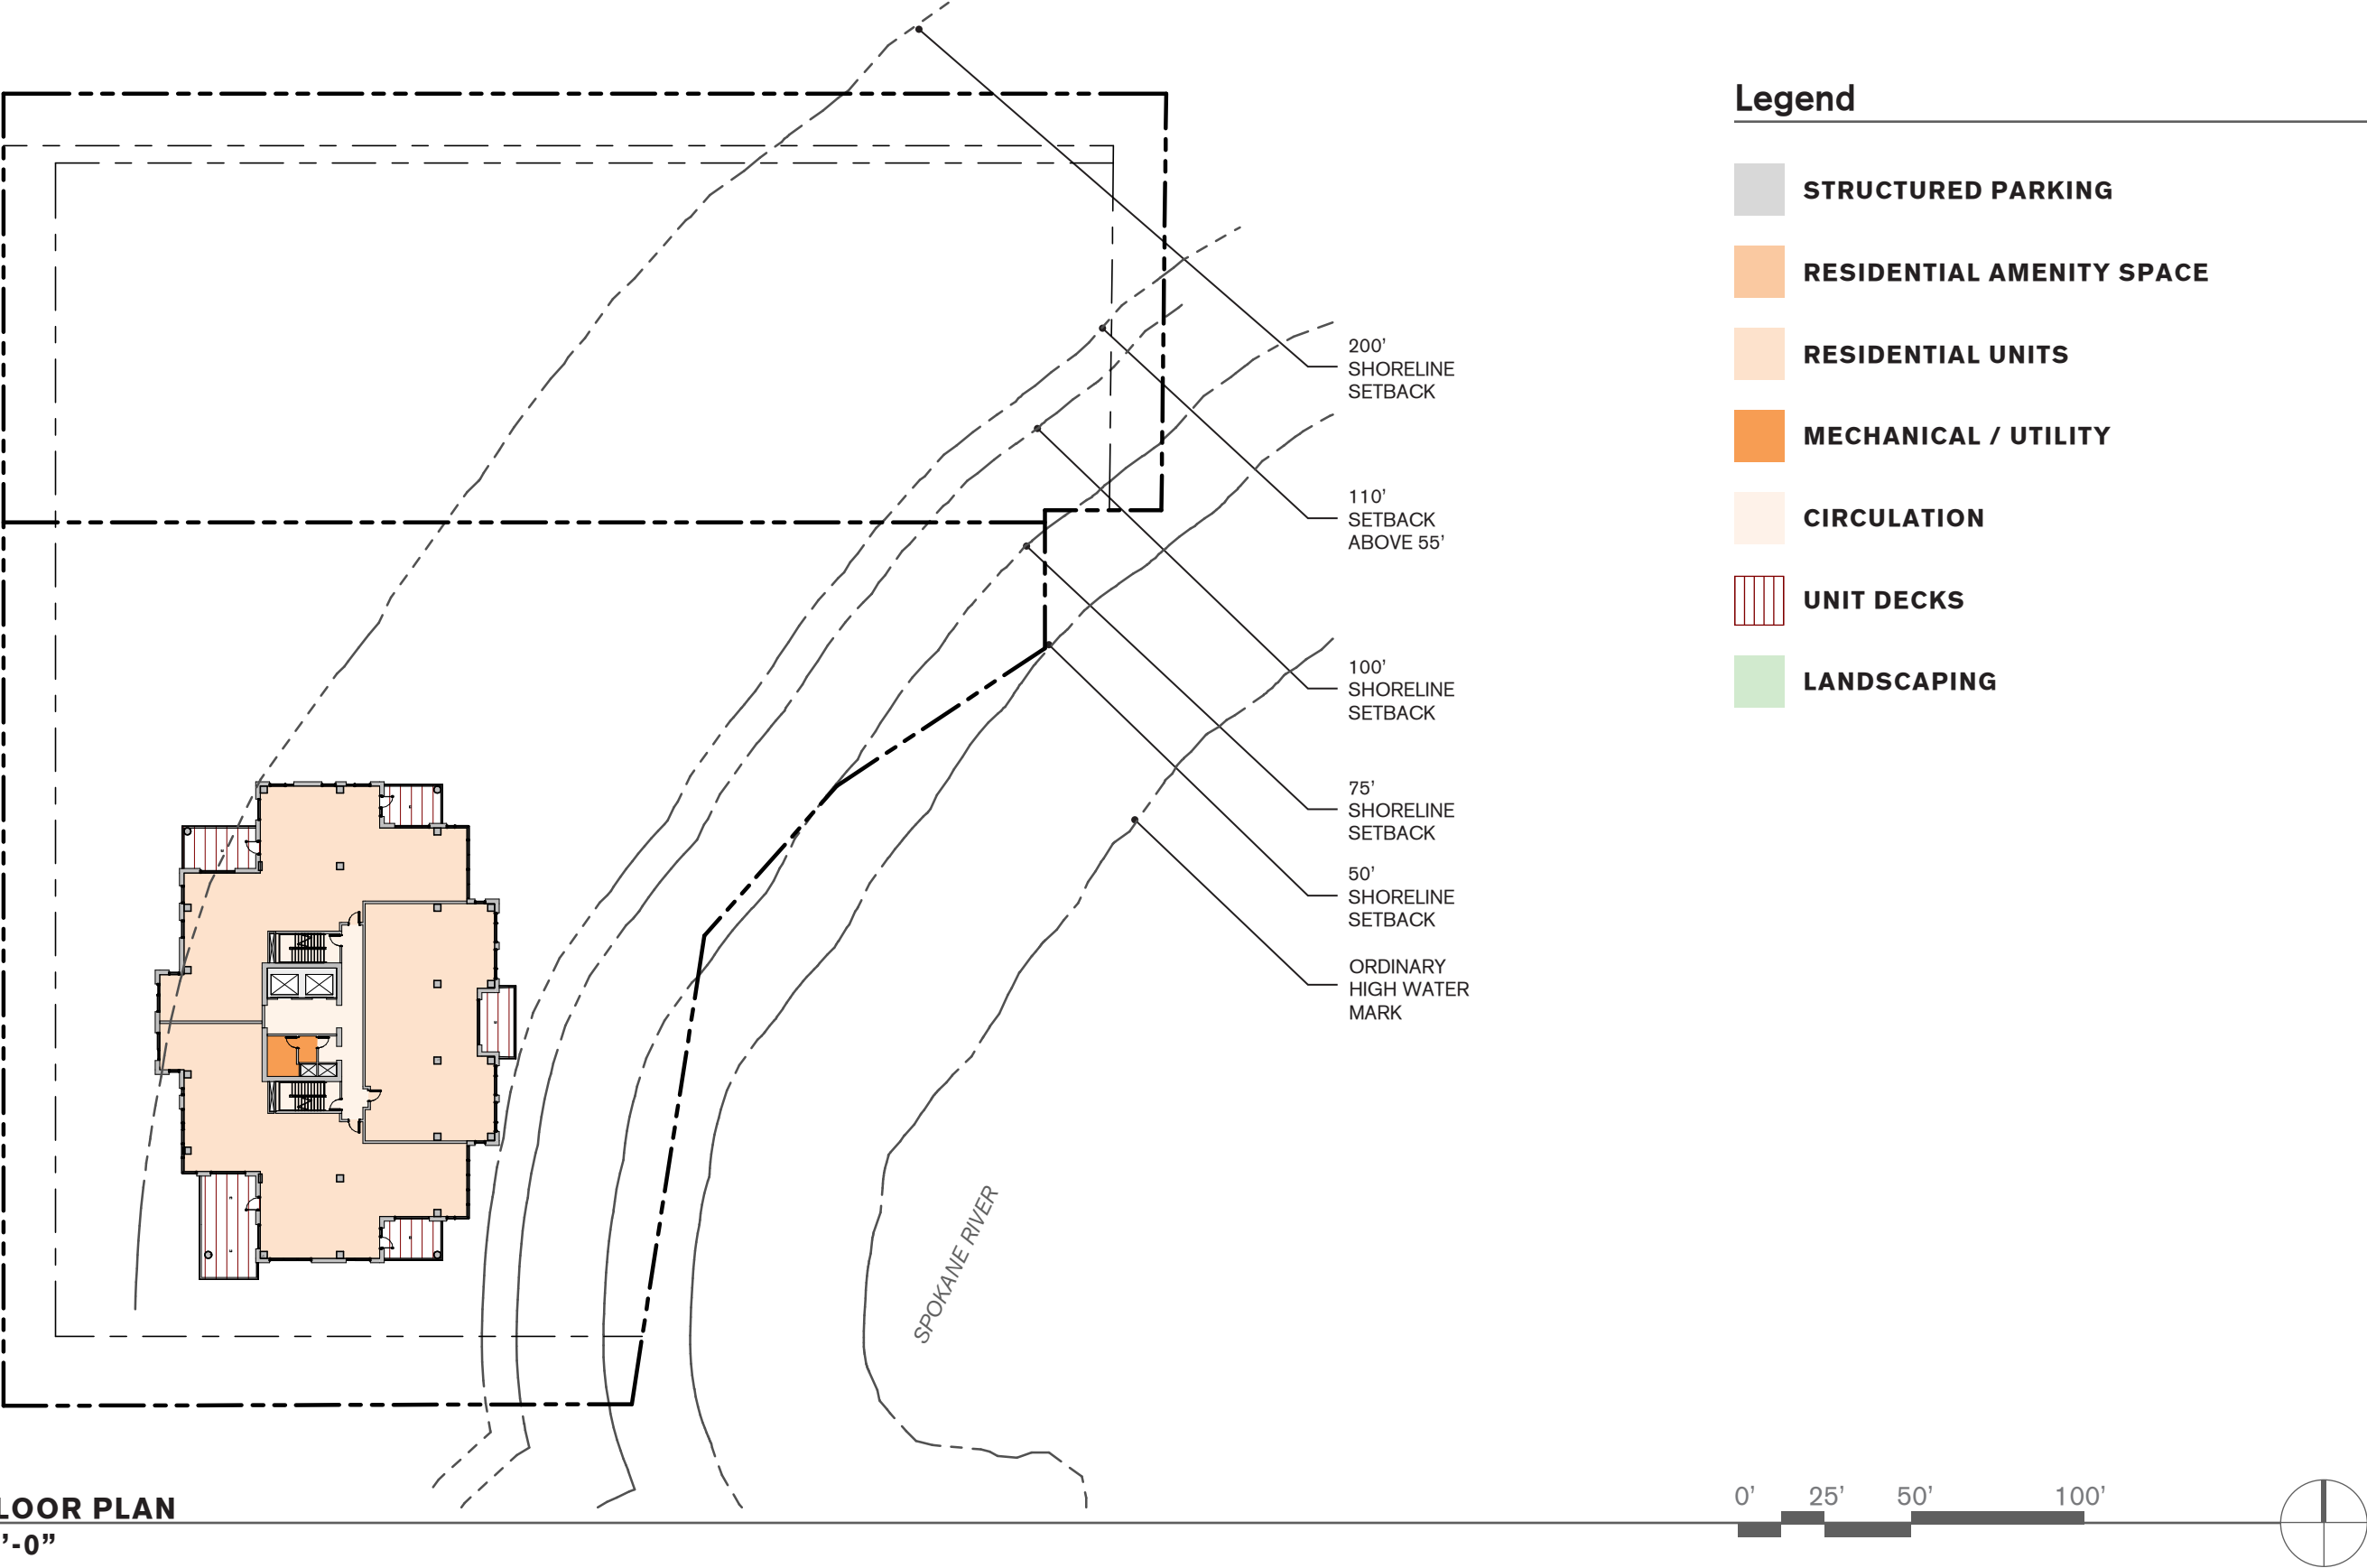 Legend
STRUCTURED PARKING
RESIDENTIAL AMENITY SPACE
RESIDENTIAL UNITS
MECHANICAL / UTILITY
CIRCULATION
UNIT DECKS
LANDSCAPING
200’
SHORELINE
SETBACK
110’
SETBACK
ABOVE 55’
100’
SHORELINE
SETBACK
75’
SHORELINE
SETBACK
50’
SHORELINE
SETBACK
ORDINARY
HIGH WATER
MARK
SPOKANE RIVER
LOOR PLAN
’-0”
0’ 25’ 50’ 100’